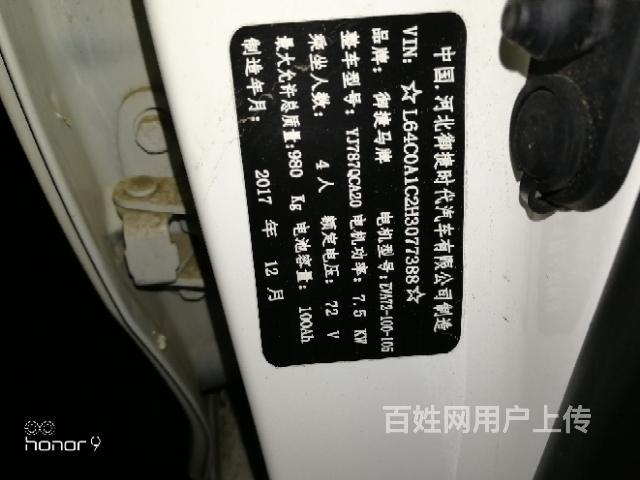 中国.河北御捷时代汽车有限公司制造
VIN: ☆L64C0A1C2H3077388☆
品牌: 御捷马牌 电机型号:YJA72-100-105
整车型号: YJ787QCA20 电机功率: 7.5 KW
乘坐人数: 4 人 额定电压: 72 V
最大允许总质量:980 Kg 电池容量: 100Ah
制造年月: 2017 年 12 月
百姓网用户上传
honor 9